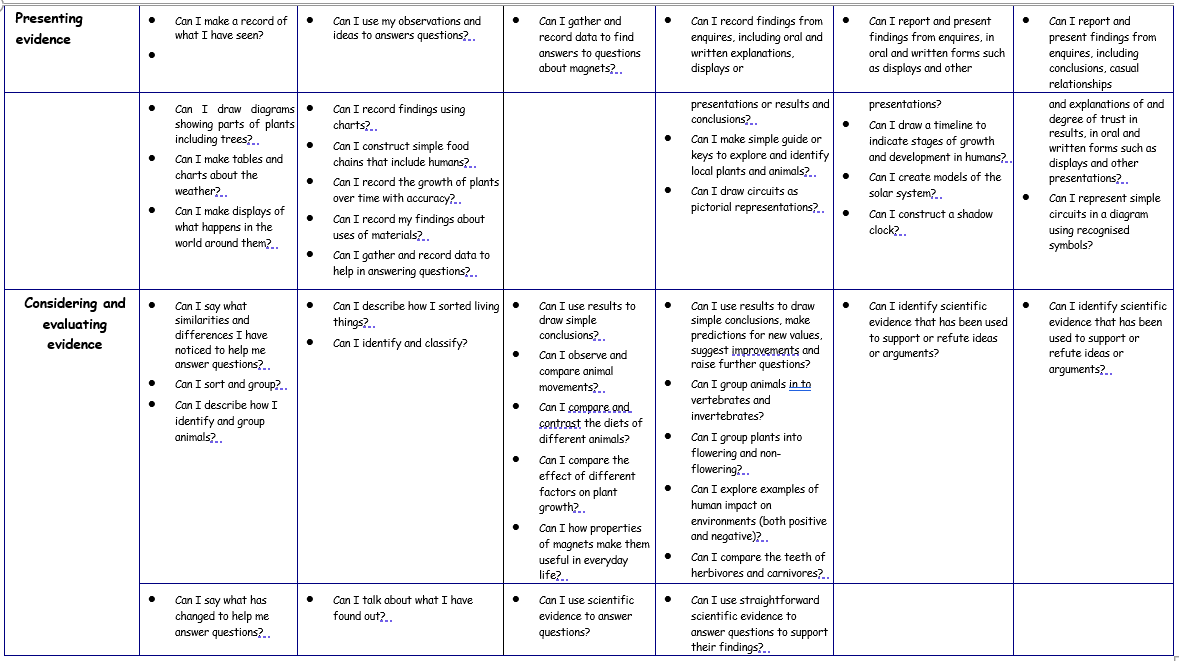 Presenting
evidence
Can I make a record of
what I have seen?
Can I use my observations and
ideas to answers questions?
Can I gather and
record data to find
answers to questions
about magnets?
Can I record findings from
enquires, including oral and
written explanations,
displays or
Can I report and present
findings from enquires, in
oral and written forms such
as displays and other
Can I report and
present findings from
enquires, including
conclusions, casual
relationships
Can I draw diagrams
showing parts of plants
including trees?
Can I make tables and
charts about the
weather?
Can I make displays of
what happens in the
world around them?
Can I record findings using
charts?
Can I construct simple food
chains that include humans?
Can I record the growth of plants
over time with accuracy?
Can I record my findings about
uses of materials?
Can I gather and record data to
help in answering questions?
presentations or results and
conclusions?
Can I make simple guide or
keys to explore and identify
local plants and animals?
Can I draw circuits as
pictorial representations?
presentations?
Can I draw a timeline to
indicate stages of growth
and development in humans?
Can I create models of the
solar system?
Can I construct a shadow
clock?
and explanations of and
degree of trust in
results, in oral and
written forms such as
displays and other
presentations?
Can I represent simple
circuits in a diagram
using recognised
symbols?
Considering and
evaluating
evidence
Can I say what
similarities and
differences I have
noticed to help me
answer questions?
Can I sort and group?
Can I describe how I
identify and group
animals?
Can I describe how I sorted living
things?
Can I identify and classify?
Can I use results to
draw simple
conclusions?
Can I observe and
compare animal
movements?
Can I compare and
contrast the diets of
different animals?
Can I compare the
effect of different
factors on plant
growth?
Can I how properties
of magnets make them
useful in everyday
life?
Can I use results to draw
simple conclusions, make
predictions for new values,
suggest improvements and
raise further questions?
Can I group animals in to
vertebrates and
invertebrates?
Can I group plants into
flowering and non-
flowering?
Can I explore examples of
human impact on
environments (both positive
and negative)?
Can I compare the teeth of
herbivores and carnivores?
Can I identify scientific
evidence that has been used
to support or refute ideas
or arguments?
Can I identify scientific
evidence that has been
used to support or
refute ideas or
arguments?
Can I say what has
changed to help me
answer questions?
Can I talk about what I have
found out?
Can I use scientific
evidence to answer
questions?
Can I use straightforward
scientific evidence to
answer questions to support
their findings?